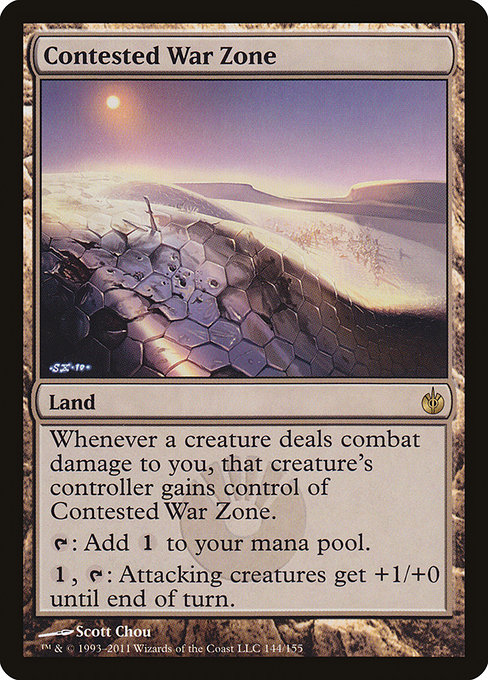 Contested War Zone
·SZ·10·
Land
Whenever a creature deals combat
damage to you, that creature's
controller gains control of
Contested War Zone.
: Add 1 to your mana pool.
1, : Attacking creatures get +1/+0
until end of turn.
Scott Chou
™ & © 1993–2011 Wizards of the Coast LLC 144/155